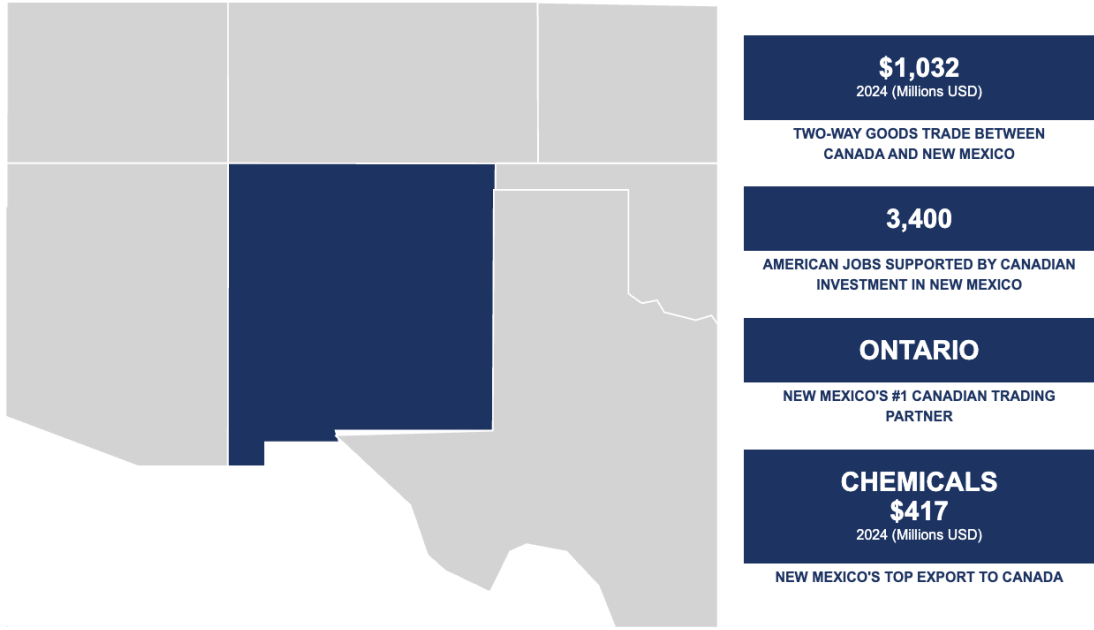 $1,032
2024 (Millions USD)
TWO-WAY GOODS TRADE BETWEEN
CANADA AND NEW MEXICO
3,400
AMERICAN JOBS SUPPORTED BY CANADIAN
INVESTMENT IN NEW MEXICO
ONTARIO
NEW MEXICO'S #1 CANADIAN TRADING
PARTNER
CHEMICALS
$417
2024 (Millions USD)
NEW MEXICO'S TOP EXPORT TO CANADA